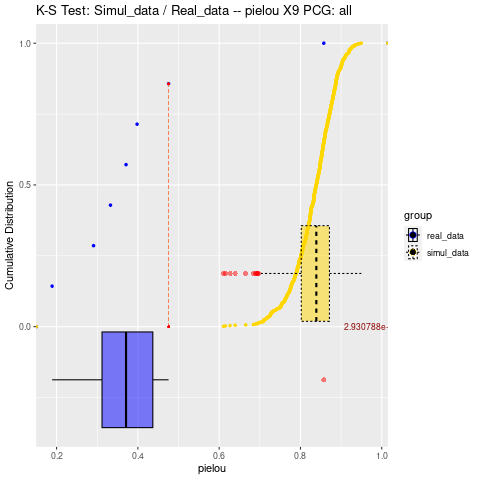 K-S Test: Simul_data / Real_data -- pielou X9 PCG: all
Cumulative Distribution
1.0
0.5
0.0
2.930788e-
0.2
0.4
0.6
0.8
1.0
pielou
group
real_data
simul_data